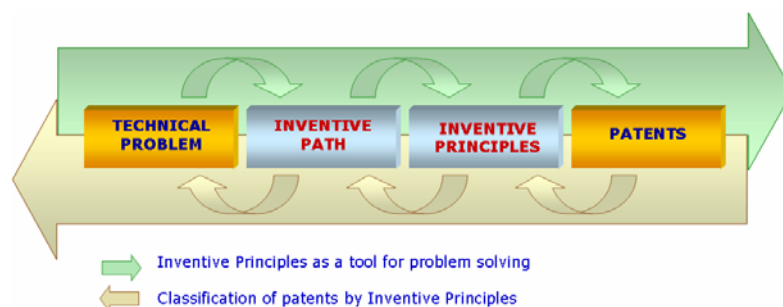 TECHNICAL
PROBLEM
INVENTIVE
PATH
INVENTIVE
PRINCIPLES
PATENTS
Inventive Principles as a tool for problem solving
Classification of patents by Inventive Principles